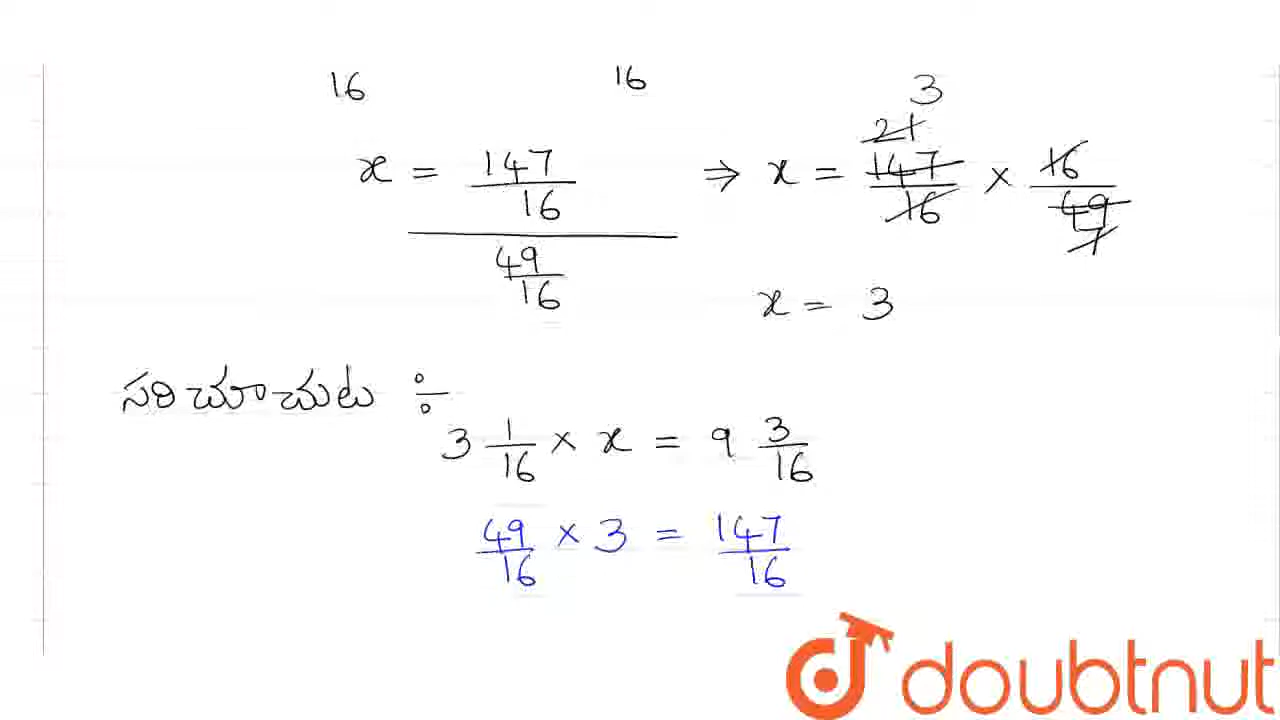 16 16
x = 147/16 / 49/16 ⇒ x = 147/16 × 16/49
21 3 7
x = 3
సరిచూచుట ÷
3 1/16 × x = 9 3/16
49/16 × 3 = 147/16
doubtnut